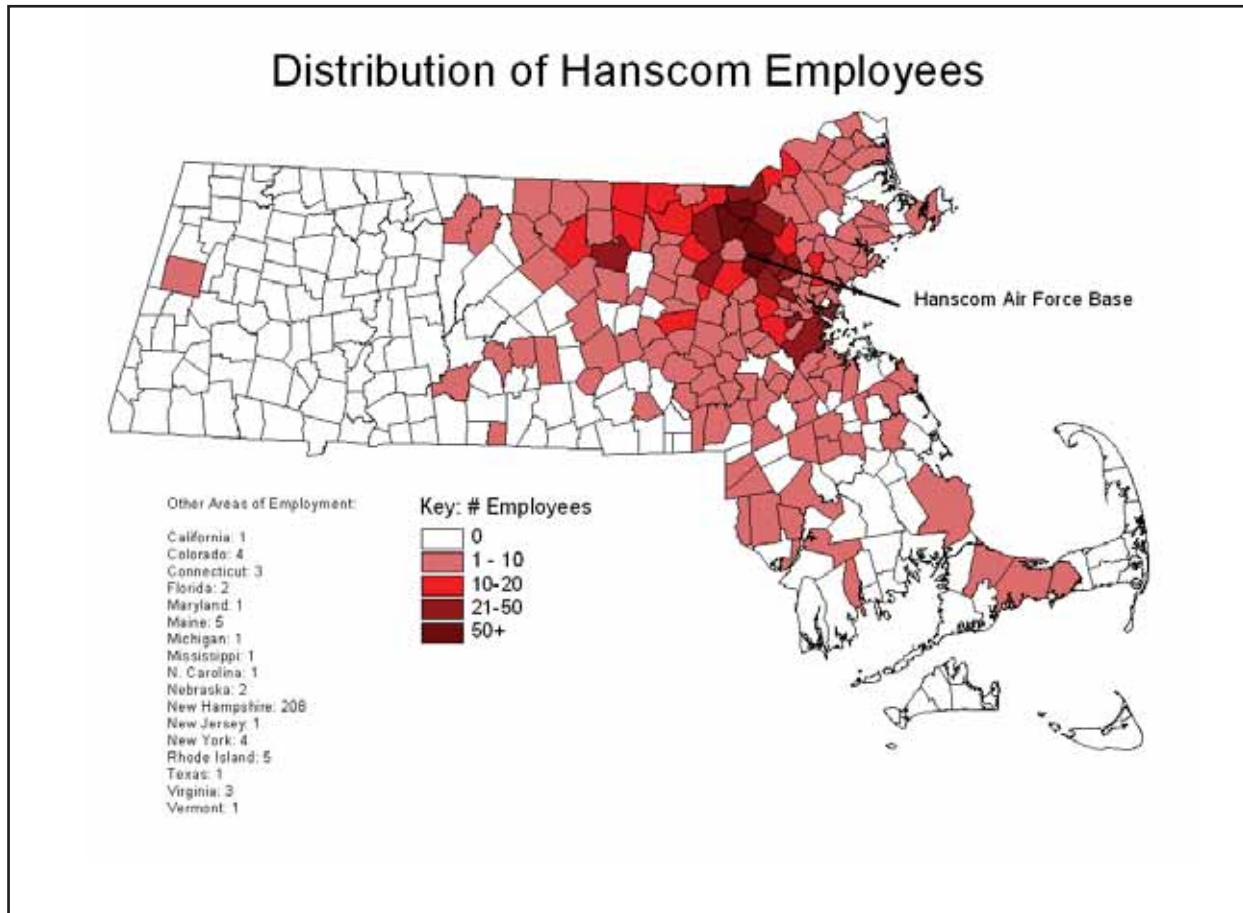 Distribution of Hanscom Employees
Hanscom Air Force Base
Other Areas of Employment:
California: 1
Colorado: 4
Connecticut: 3
Florida: 2
Maryland: 1
Maine: 5
Michigan: 1
Mississippi: 1
N. Carolina: 1
Nebraska: 2
New Hampshire: 208
New Jersey: 1
New York: 4
Rhode Island: 5
Texas: 1
Virginia: 3
Vermont: 1
Key: # Employees
0
1 - 10
10-20
21-50
50+